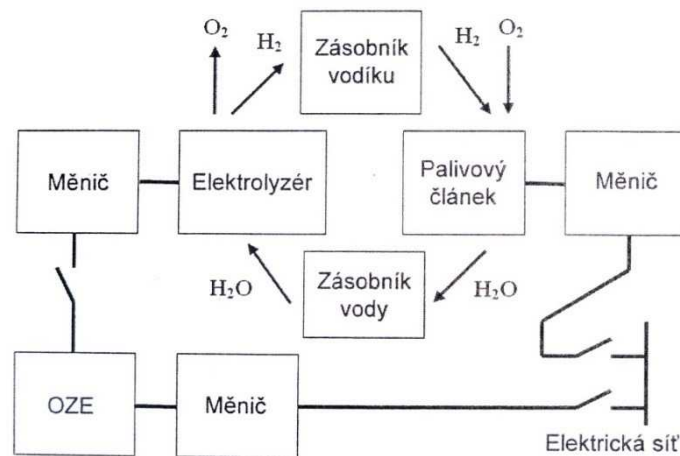 O₂
H₂
Zásobník
vodíku
H₂
O₂
Měnič
Elektrolyzér
Palivový
článek
Měnič
H₂O
Zásobník
vody
H₂O
OZE
Měnič
Elektrická síť